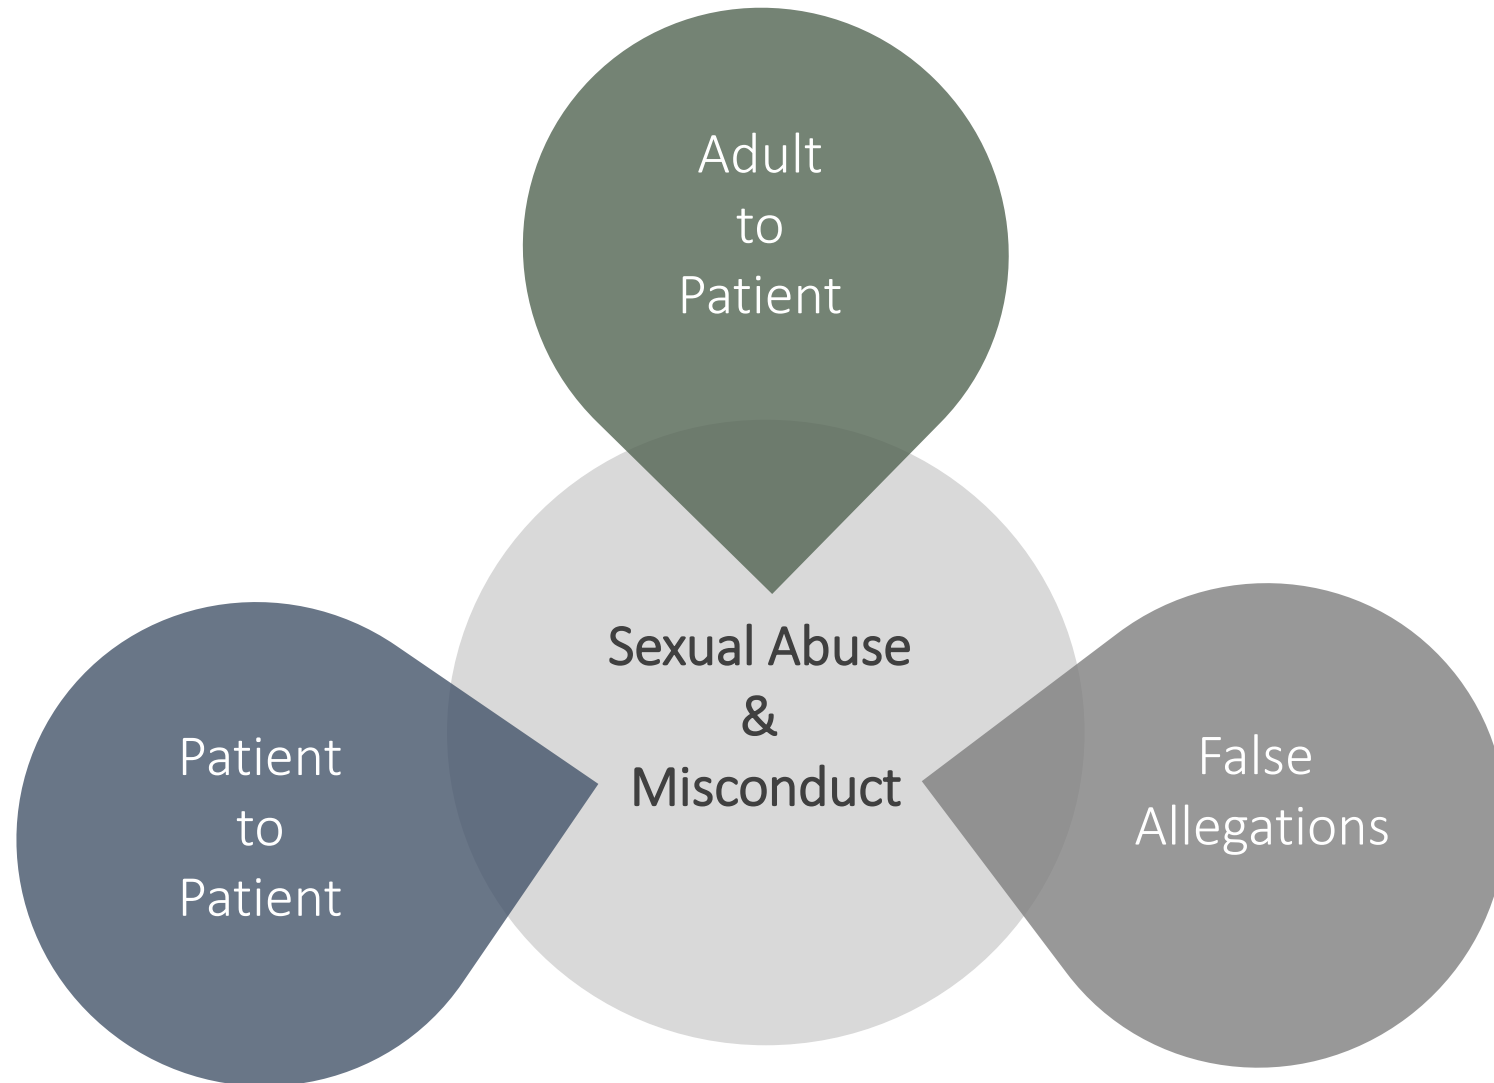 Adult
to
Patient
Sexual Abuse
&
Misconduct
Patient
to
Patient
False
Allegations